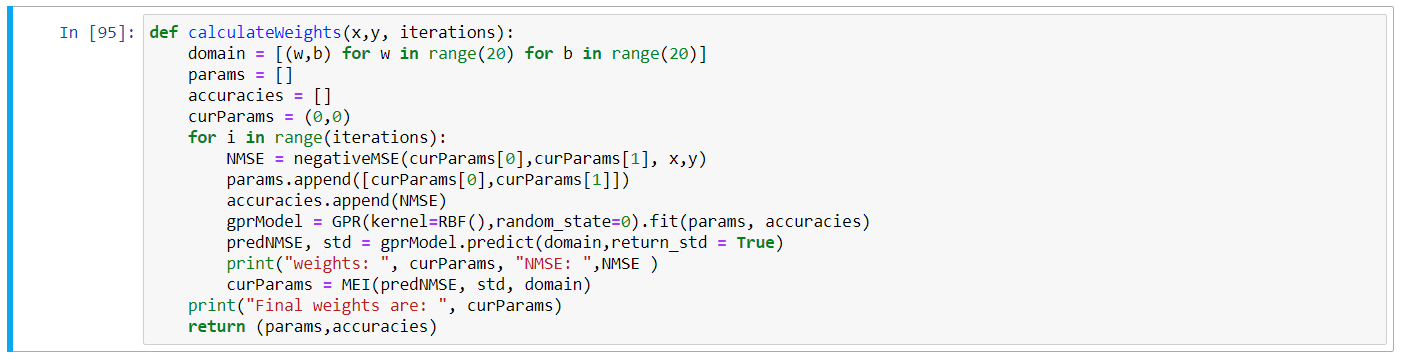 In [95]: def calculateWeights(x,y, iterations):
    domain = [(w,b) for w in range(20) for b in range(20)]
    params = []
    accuracies = []
    curParams = (0,0)
    for i in range(iterations):
        NMSE = negativeMSE(curParams[0],curParams[1], x,y)
        params.append([curParams[0],curParams[1]])
        accuracies.append(NMSE)
        gprModel = GPR(kernel=RBF(),random_state=0).fit(params, accuracies)
        predNMSE, std = gprModel.predict(domain,return_std = True)
        print("weights: ", curParams, "NMSE: ",NMSE )
        curParams = MEI(predNMSE, std, domain)
    print("Final weights are: ", curParams)
    return (params,accuracies)